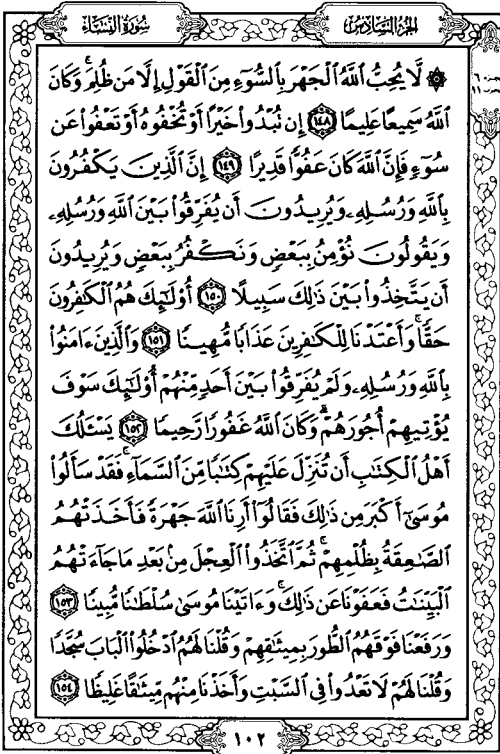 سورة النساء
الجزء السادس
۞ لَّا يُحِبُّ ٱللَّهُ ٱلْجَهْرَ بِٱلسُّوٓءِ مِنَ ٱلْقَوْلِ إِلَّا مَن ظُلِمَ ۚ وَكَانَ
ٱللَّهُ سَمِيعًا عَلِيمًا ﴿١٤٨﴾ إِن تُبْدُوا۟ خَيْرًا أَوْ تُخْفُوهُ أَوْ تَعْفُوا۟ عَن
سُوٓءٍ فَإِنَّ ٱللَّهَ كَانَ عَفُوًّا قَدِيرًا ﴿١٤٩﴾ إِنَّ ٱلَّذِينَ يَكْفُرُونَ
بِٱللَّهِ وَرُسُلِهِۦ وَيُرِيدُونَ أَن يُفَرِّقُوا۟ بَيْنَ ٱللَّهِ وَرُسُلِهِۦ
وَيَقُولُونَ نُؤْمِنُ بِبَعْضٍ وَنَكْفُرُ بِبَعْضٍ وَيُرِيدُونَ
أَن يَتَّخِذُوا۟ بَيْنَ ذَٰلِكَ سَبِيلًا ﴿١٥٠﴾ أُو۟لَٰٓئِكَ هُمُ ٱلْكَٰفِرُونَ
حَقًّا ۚ وَأَعْتَدْنَا لِلْكَٰفِرِينَ عَذَابًا مُّهِينًا ﴿١٥١﴾ وَٱلَّذِينَ ءَامَنُوا۟
بِٱللَّهِ وَرُسُلِهِۦ وَلَمْ يُفَرِّقُوا۟ بَيْنَ أَحَدٍ مِّنْهُمْ أُو۟لَٰٓئِكَ سَوْفَ
يُؤْتِيهِمْ أُجُورَهُمْ ۗ وَكَانَ ٱللَّهُ غَفُورًا رَّحِيمًا ﴿١٥٢﴾ يَسْـَٔلُكَ
أَهْلُ ٱلْكِتَٰبِ أَن تُنَزِّلَ عَلَيْهِمْ كِتَٰبًا مِّنَ ٱلسَّمَآءِ ۚ فَقَدْ سَأَلُوا۟
مُوسَىٰٓ أَكْبَرَ مِن ذَٰلِكَ فَقَالُوٓا۟ أَرِنَا ٱللَّهَ جَهْرَةً فَأَخَذَتْهُمُ
ٱلصَّٰعِقَةُ بِظُلْمِهِمْ ۚ ثُمَّ ٱتَّخَذُوا۟ ٱلْعِجْلَ مِنۢ بَعْدِ مَا جَآءَتْهُمُ
ٱلْبَيِّنَٰتُ فَعَفَوْنَا عَن ذَٰلِكَ ۚ وَءَاتَيْنَا مُوسَىٰ سُلْطَٰنًا مُّبِينًا ﴿١٥٣﴾
وَرَفَعْنَا فَوْقَهُمُ ٱلطُّورَ بِمِيثَٰقِهِمْ وَقُلْنَا لَهُمُ ٱدْخُلُوا۟ ٱلْبَابَ سُجَّدًا
وَقُلْنَا لَهُمْ لَا تَعْدُوا۟ فِى ٱلسَّبْتِ وَأَخَذْنَا مِنْهُم مِّيثَٰقًا غَلِيظًا ﴿١٥٤﴾
١٠٢